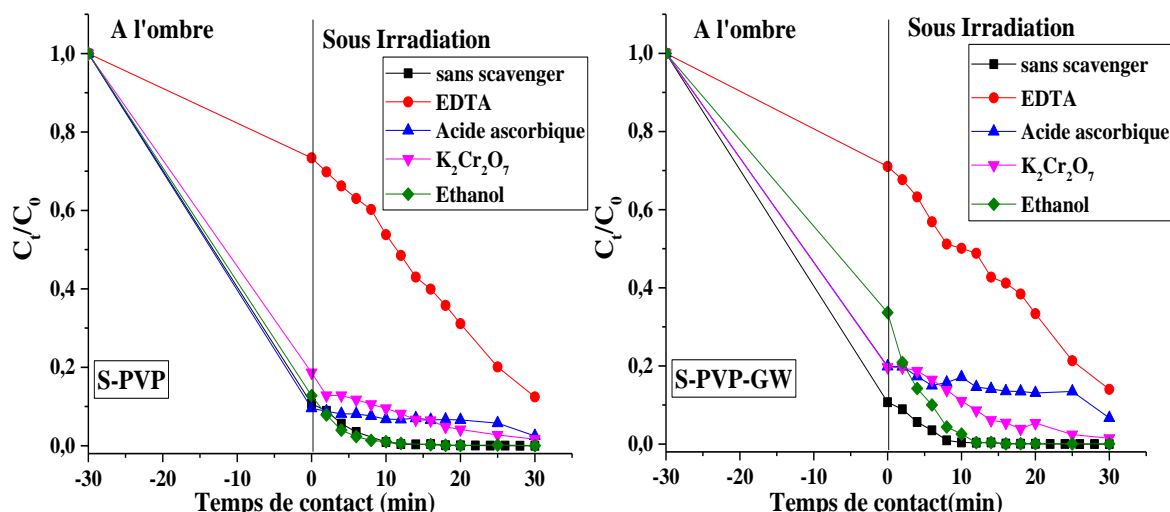 A l'ombre
Sous Irradiation
sans scavenger
EDTA
Acide ascorbique
K₂Cr₂O₇
Ethanol
Cₜ/C₀
1,0
0,8
0,6
0,4
0,2
0,0
S-PVP
-30 -20 -10 0 10 20 30
Temps de contact (min)
A l'ombre
Sous Irradiation
sans scavenger
EDTA
Acide ascorbique
K₂Cr₂O₇
Ethanol
Cₜ/C₀
1,0
0,8
0,6
0,4
0,2
0,0
S-PVP-GW
-30 -20 -10 0 10 20 30
Temps de contact(min)